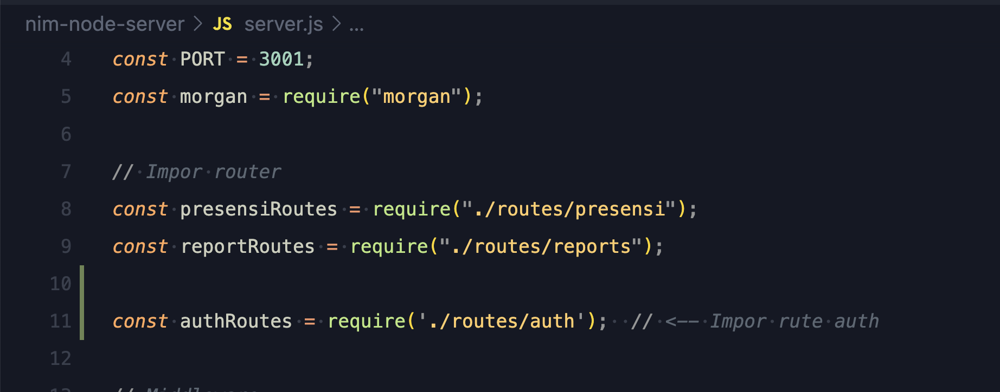 nim-node-server > JS server.js > ...
4 const PORT = 3001;
5 const morgan = require("morgan");
6
7 // Impor router
8 const presensiRoutes = require("./routes/presensi");
9 const reportRoutes = require("./routes/reports");
10
11 const authRoutes = require('./routes/auth');  // <-- Impor rute auth
12
13 // Middleware